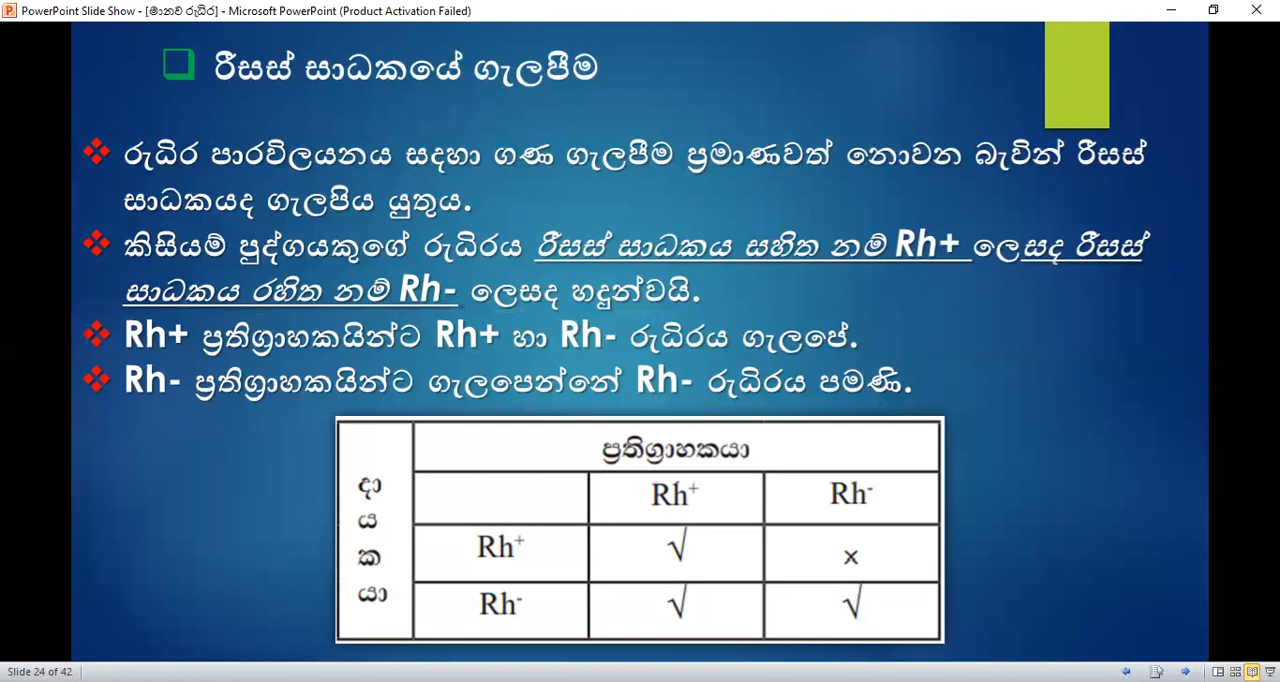 PowerPoint Slide Show - [මානව රුධිර] - Microsoft PowerPoint (Product Activation Failed)
රීසස් සාධකයේ ගැලපීම
රුධිර පාරවිලයනය සදහා ගණ ගැලපීම ප්‍රමාණවත් නොවන බැවින් රීසස්
සාධකයද ගැලපිය යුතුය.
කිසියම් පුද්ගයකුගේ රුධිරය රීසස් සාධකය සහිත නම් Rh+ ලෙසද රීසස්
සාධකය රහිත නම් Rh- ලෙසද හදුන්වයි.
Rh+ ප්‍රතිග්‍රාහකයින්ට Rh+ හා Rh- රුධිරය ගැලපේ.
Rh- ප්‍රතිග්‍රාහකයින්ට ගැලපෙන්නේ Rh- රුධිරය පමණි.
ප්‍රතිග්‍රාහකයා
දායකයා
Rh+ Rh-
Rh+ √ x
Rh- √ √
Slide 24 of 42